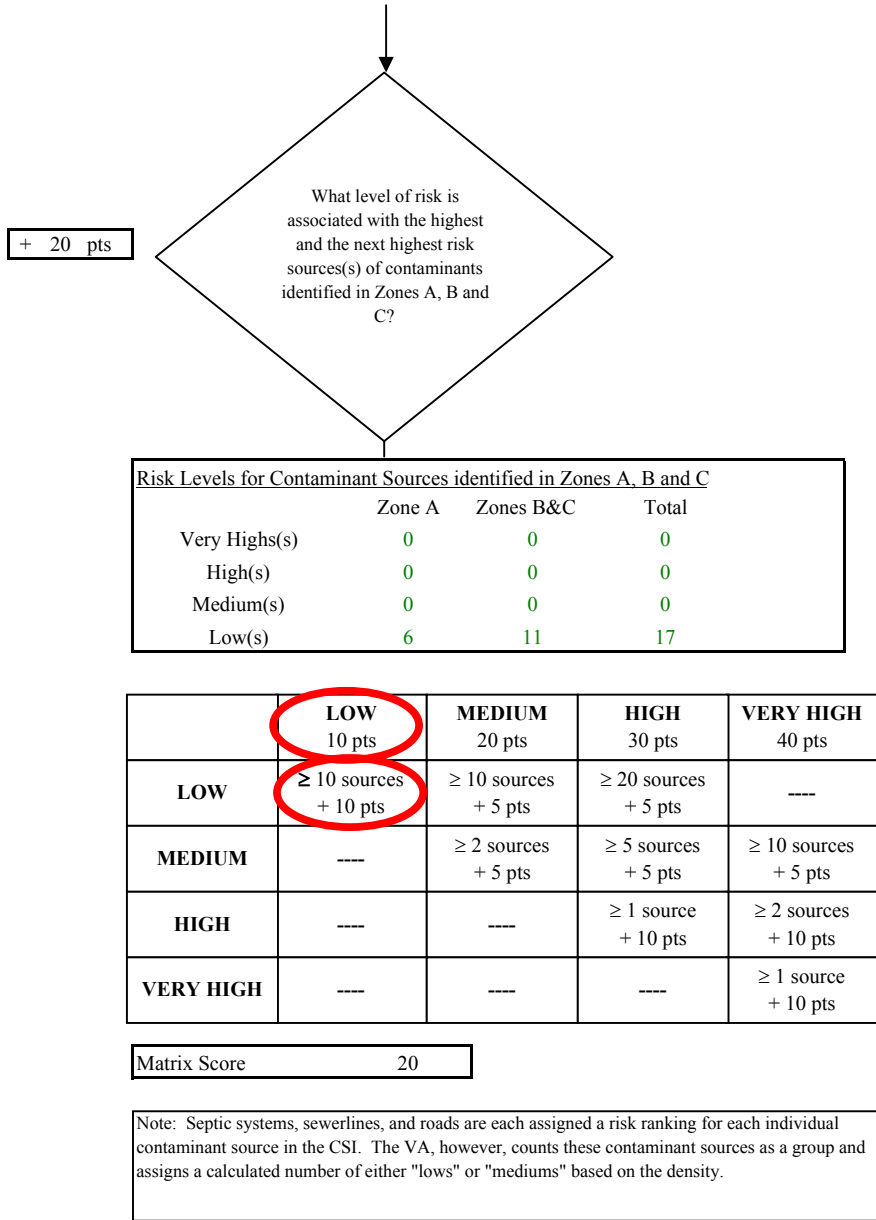 What level of risk is
associated with the highest
and the next highest risk
sources(s) of contaminants
identified in Zones A, B and
C?
+ 20 pts
Risk Levels for Contaminant Sources identified in Zones A, B and C
Zone A Zones B&C Total
Very Highs(s) 0 0 0
High(s) 0 0 0
Medium(s) 0 0 0
Low(s) 6 11 17
LOW MEDIUM HIGH VERY HIGH
10 pts 20 pts 30 pts 40 pts
LOW ≥ 10 sources ≥ 10 sources ≥ 20 sources ----
+ 10 pts + 5 pts + 5 pts
MEDIUM ---- ≥ 2 sources ≥ 5 sources ≥ 10 sources
+ 5 pts + 5 pts + 5 pts
HIGH ---- ---- ≥ 1 source ≥ 2 sources
+ 10 pts + 10 pts
VERY HIGH ---- ---- ---- ≥ 1 source
+ 10 pts
Matrix Score 20
Note: Septic systems, sewerlines, and roads are each assigned a risk ranking for each individual
contaminant source in the CSI. The VA, however, counts these contaminant sources as a group and
assigns a calculated number of either "lows" or "mediums" based on the density.